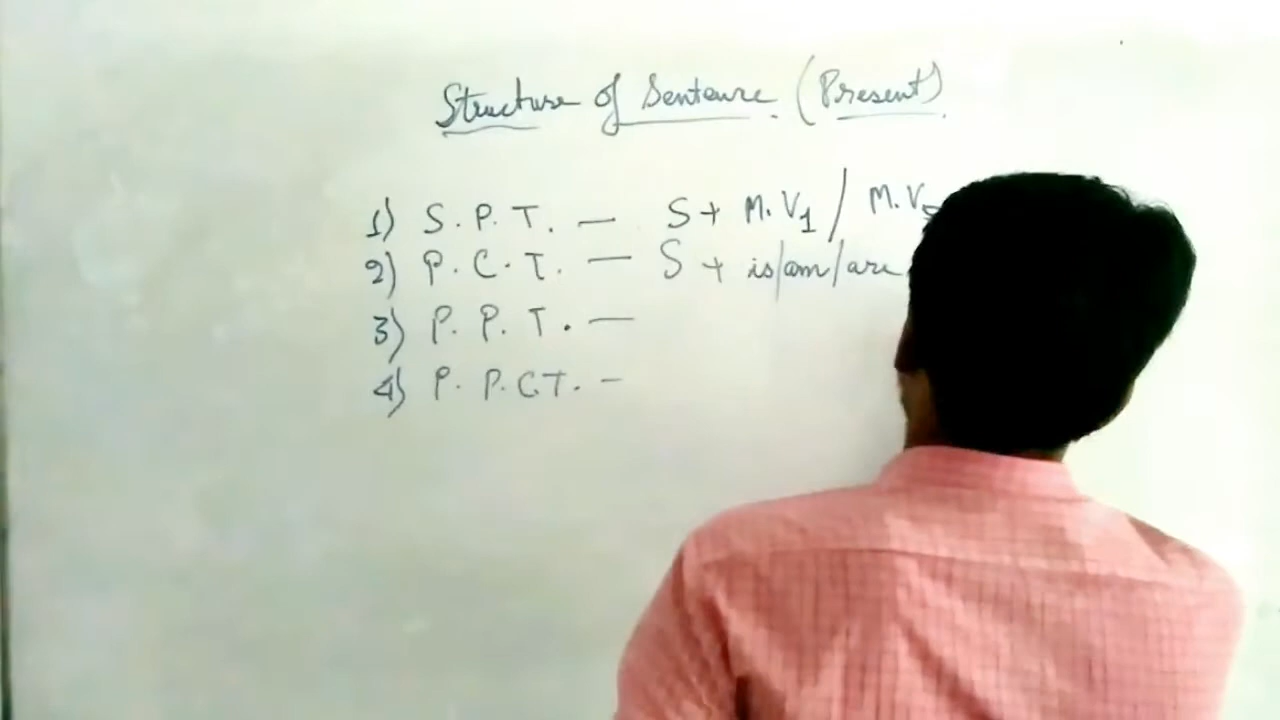 Structure of Sentence. (Present)
1) S. P. T. — S + M.V1 / M.V
2) P. C. T. — S + is/am/are
3) P. P. T. —
4) P. P.C.T. -